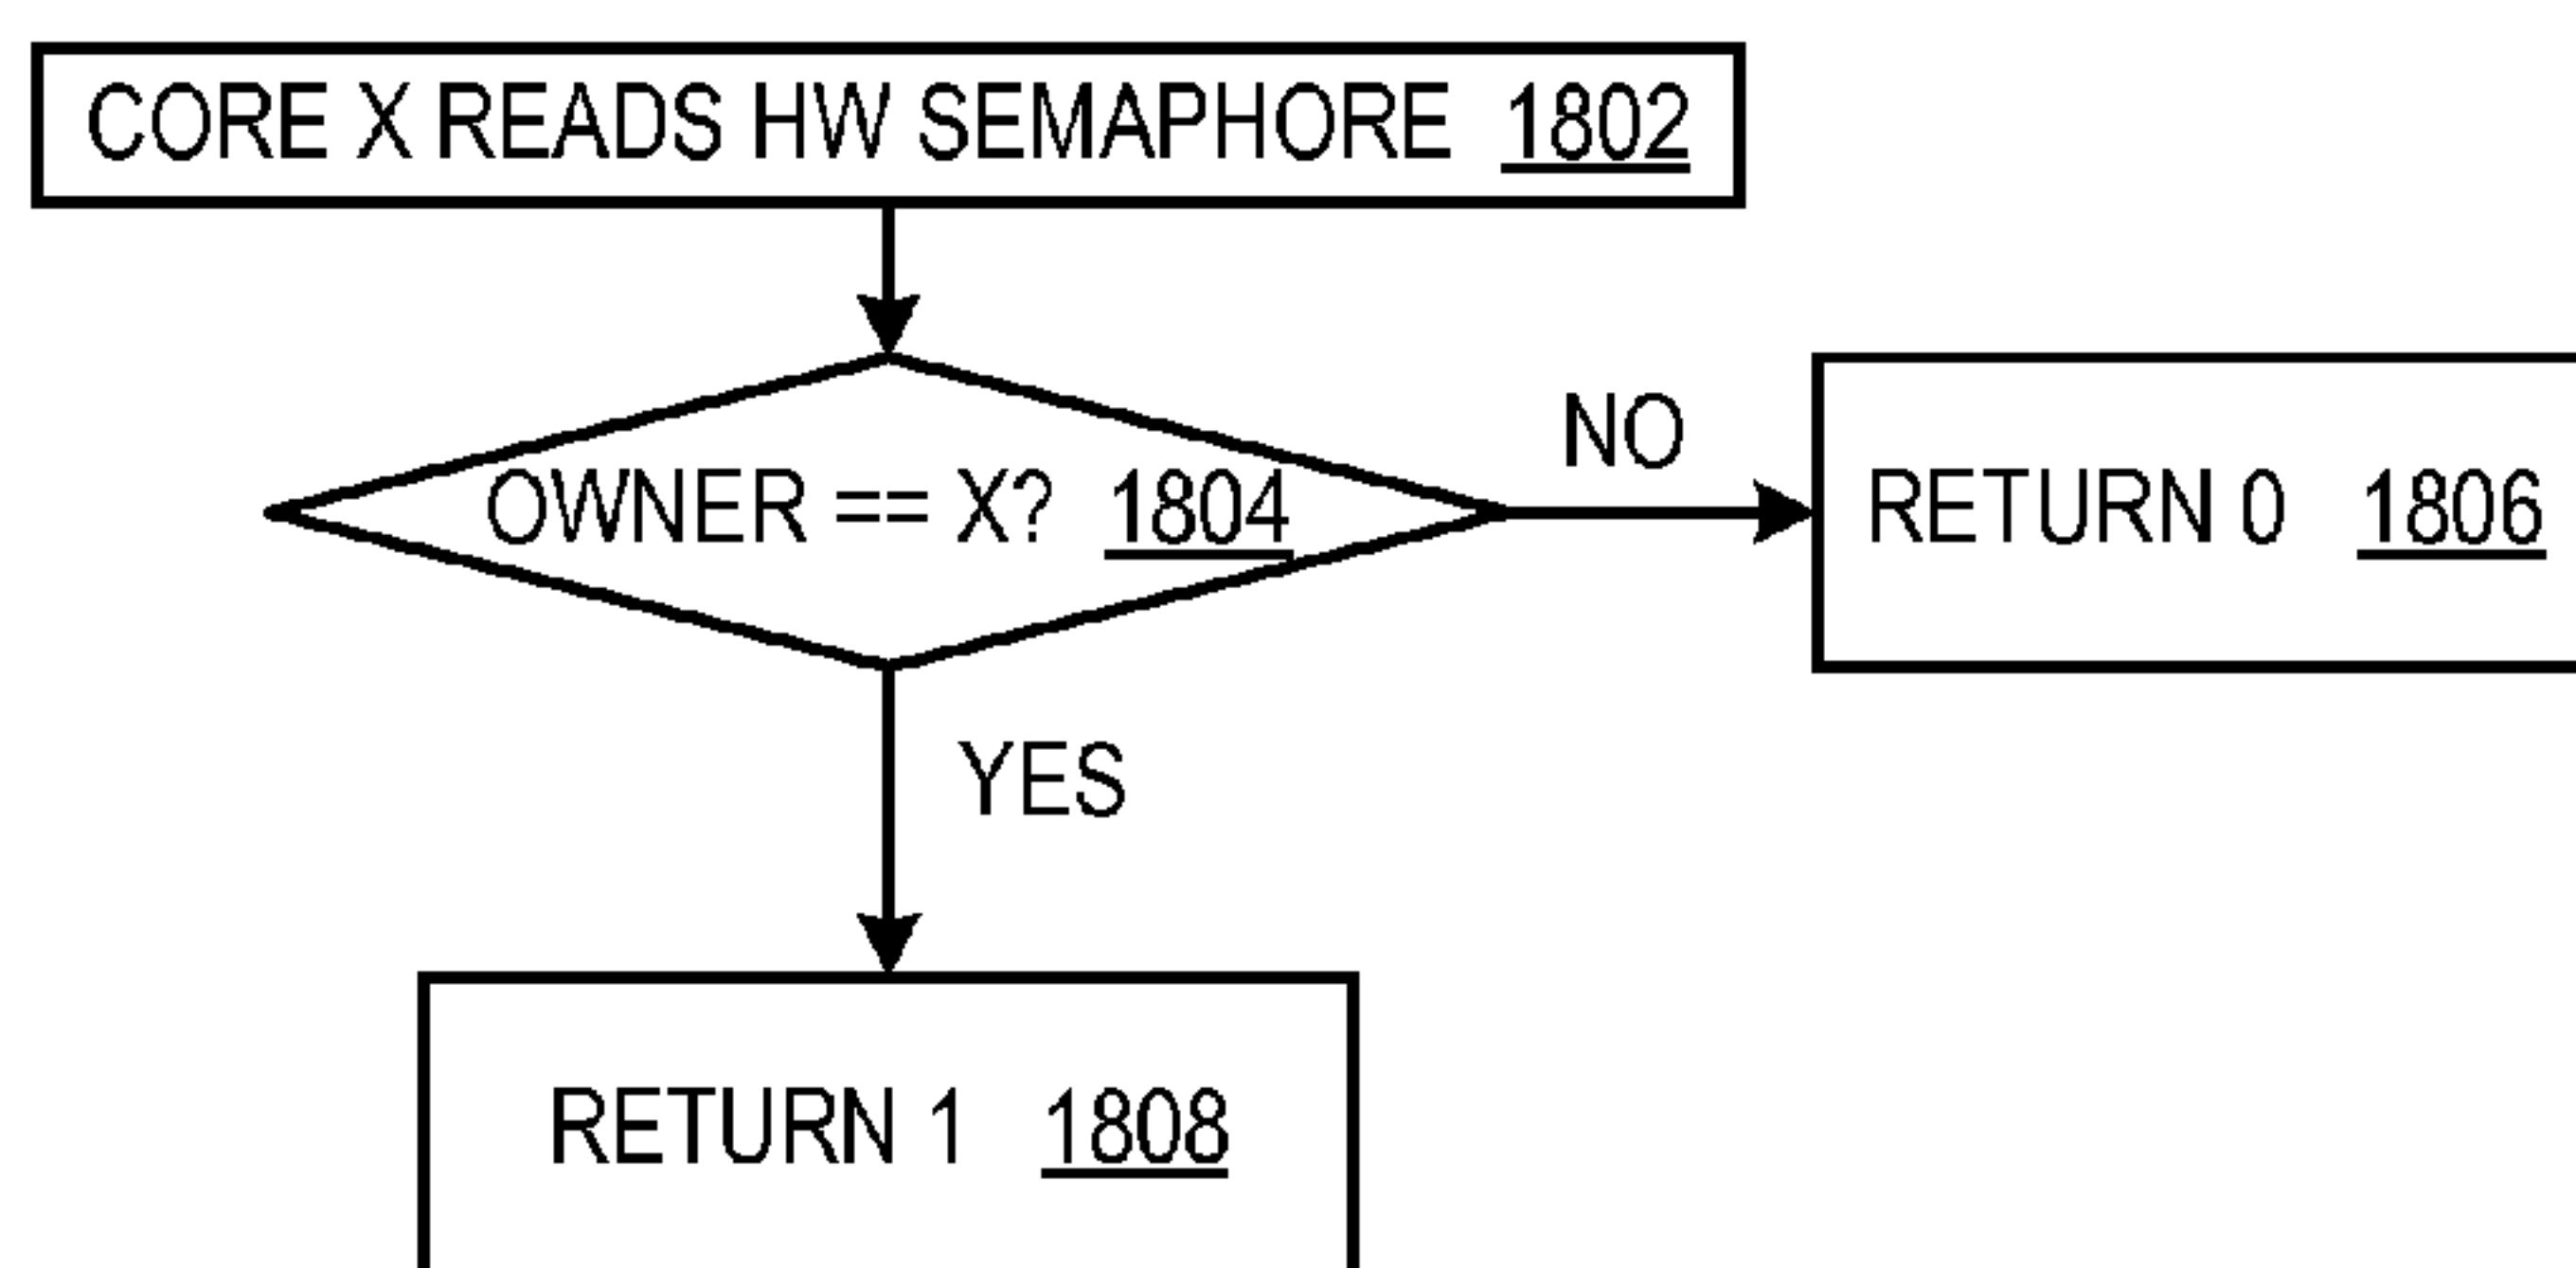 CORE X READS HW SEMAPHORE 1802
OWNER == X? 1804
NO
RETURN 0 1806
YES
RETURN 1 1808